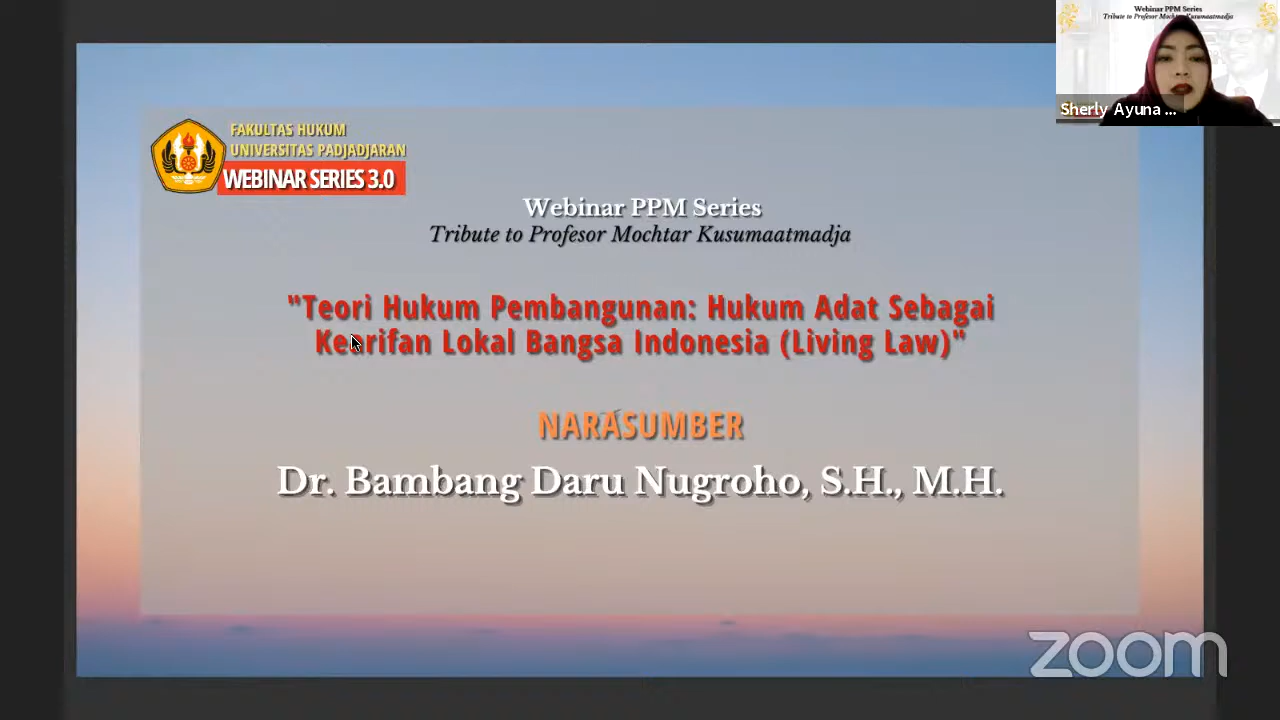 FAKULTAS HUKUM
UNIVERSITAS PADJADJARAN
WEBINAR SERIES 3.0
Webinar PPM Series
Tribute to Profesor Mochtar Kusumaatmadja
"Teori Hukum Pembangunan: Hukum Adat Sebagai
Kearifan Lokal Bangsa Indonesia (Living Law)"
NARASUMBER
Dr. Bambang Daru Nugroho, S.H., M.H.
Webinar PPM Series
Tribute to Profesor Mochtar Kusumaatmadja
Sherly Ayuna ...
zoom